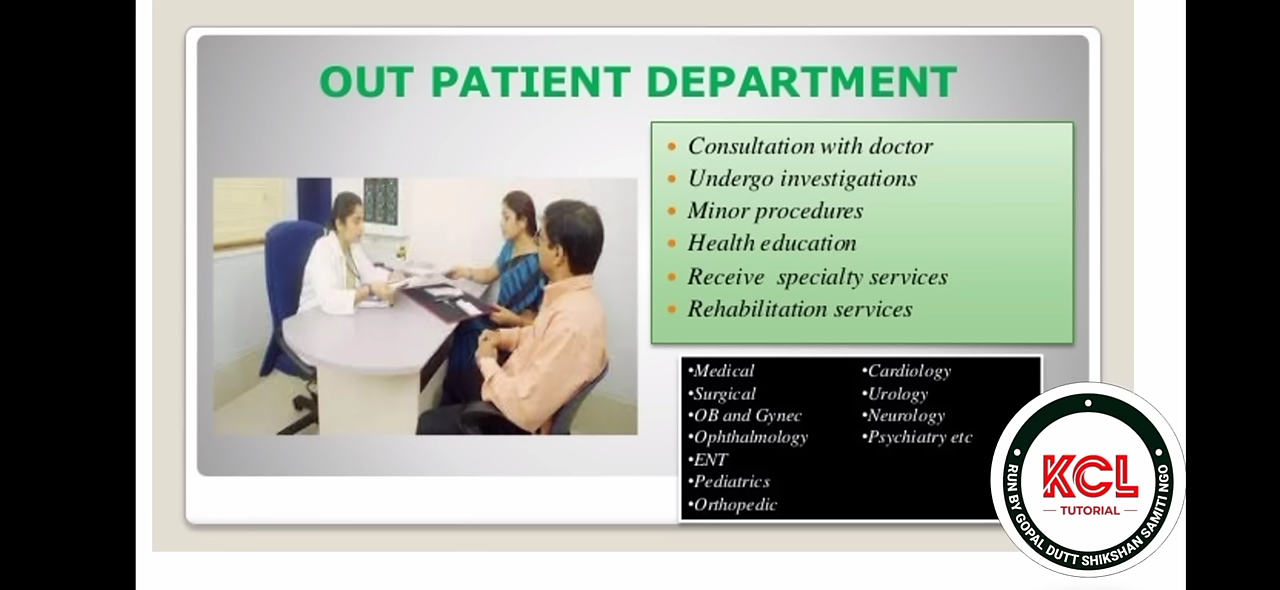 OUT PATIENT DEPARTMENT
• Consultation with doctor
• Undergo investigations
• Minor procedures
• Health education
• Receive specialty services
• Rehabilitation services
•Medical
•Surgical
•OB and Gynec
•Ophthalmology
•ENT
•Pediatrics
•Orthopedic
•Cardiology
•Urology
•Neurology
•Psychiatry etc
KCL
TUTORIAL
RUN BY GOPAL DUTT SHIKSHAN SAMITI NGO